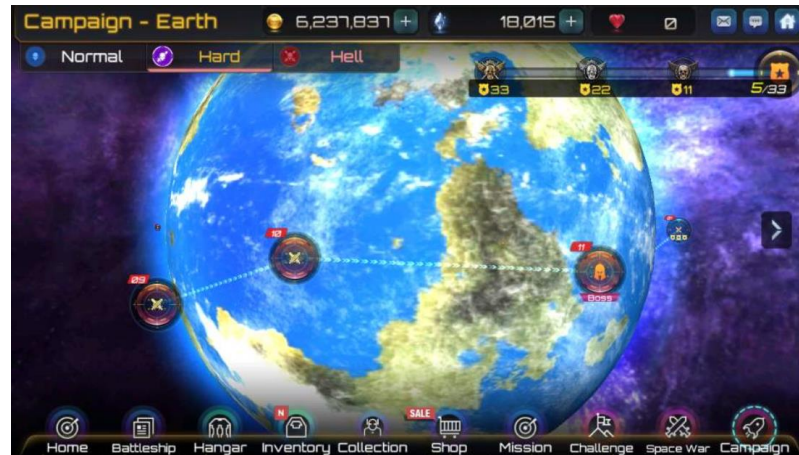 Campaign - Earth 6,237,837 + 18,015 + 0
Normal Hard Hell
33 22 11 5/33
10
11
09
Boss
N SALE
Home Battleship Hangar Inventory Collection Shop Mission Challenge Space War Campaign